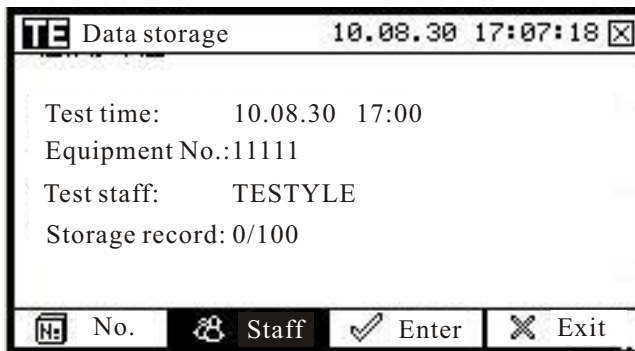 TE Data storage 10.08.30 17:07:18
Test time: 10.08.30 17:00
Equipment No.:11111
Test staff: TESTYLE
Storage record: 0/100
No. Staff Enter Exit